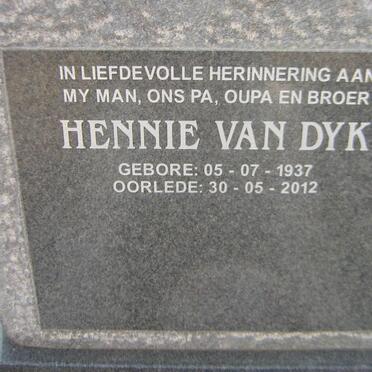 IN LIEFDEVOLLE HERINNERING AAN
MY MAN, ONS PA, OUPA EN BROER
HENNIE VAN DYK
GEBORE: 05 - 07 - 1937
OORLEDE: 30 - 05 - 2012